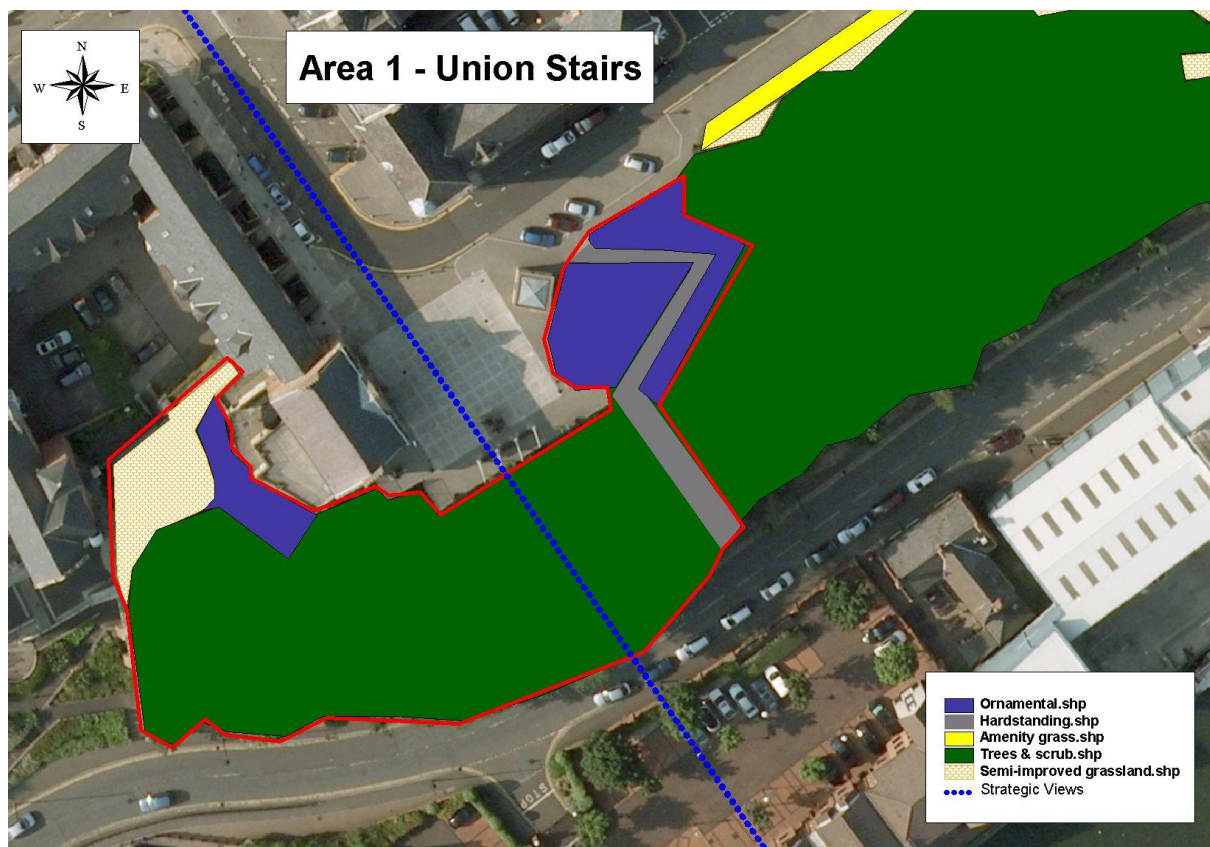 N
W E
S
Area 1 - Union Stairs
STOP
Ornamental.shp
Hardstanding.shp
Amenity grass.shp
Trees & scrub.shp
Semi-improved grassland.shp
Strategic Views